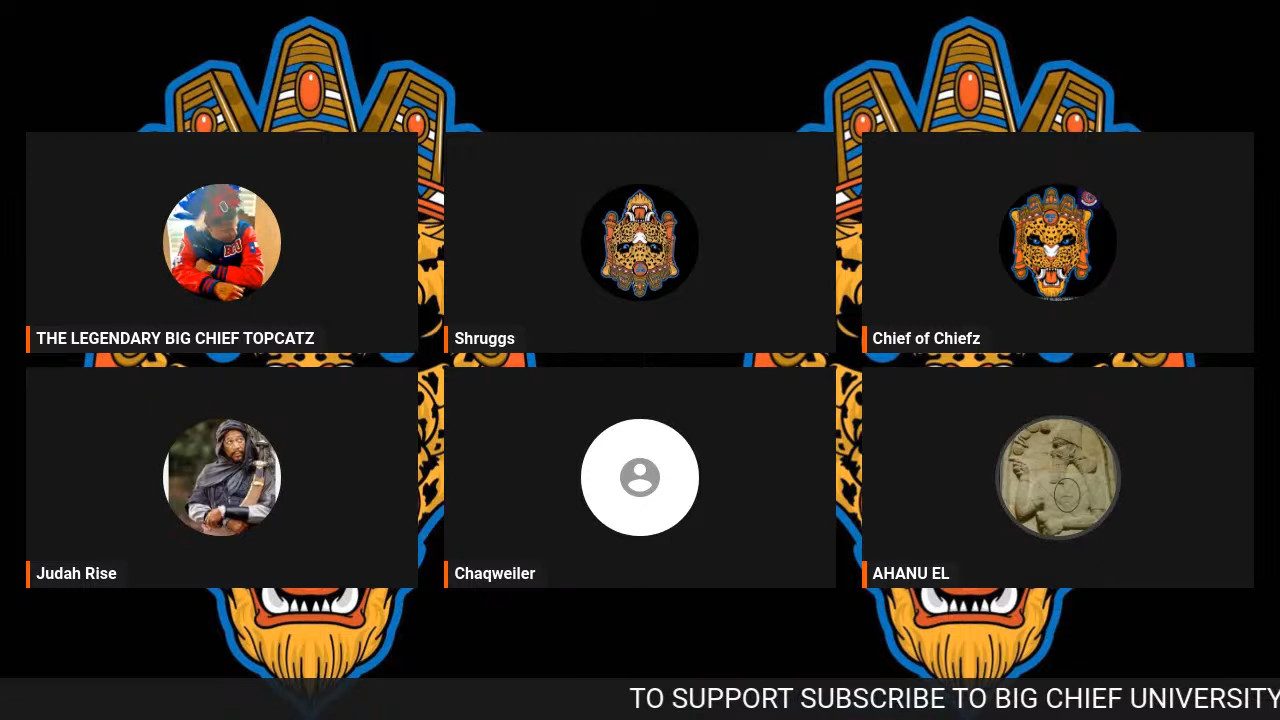 THE LEGENDARY BIG CHIEF TOPCATZ
Shruggs
Chief of Chiefz
Judah Rise
Chaqweiler
AHANU EL
TO SUPPORT SUBSCRIBE TO BIG CHIEF UNIVERSITY